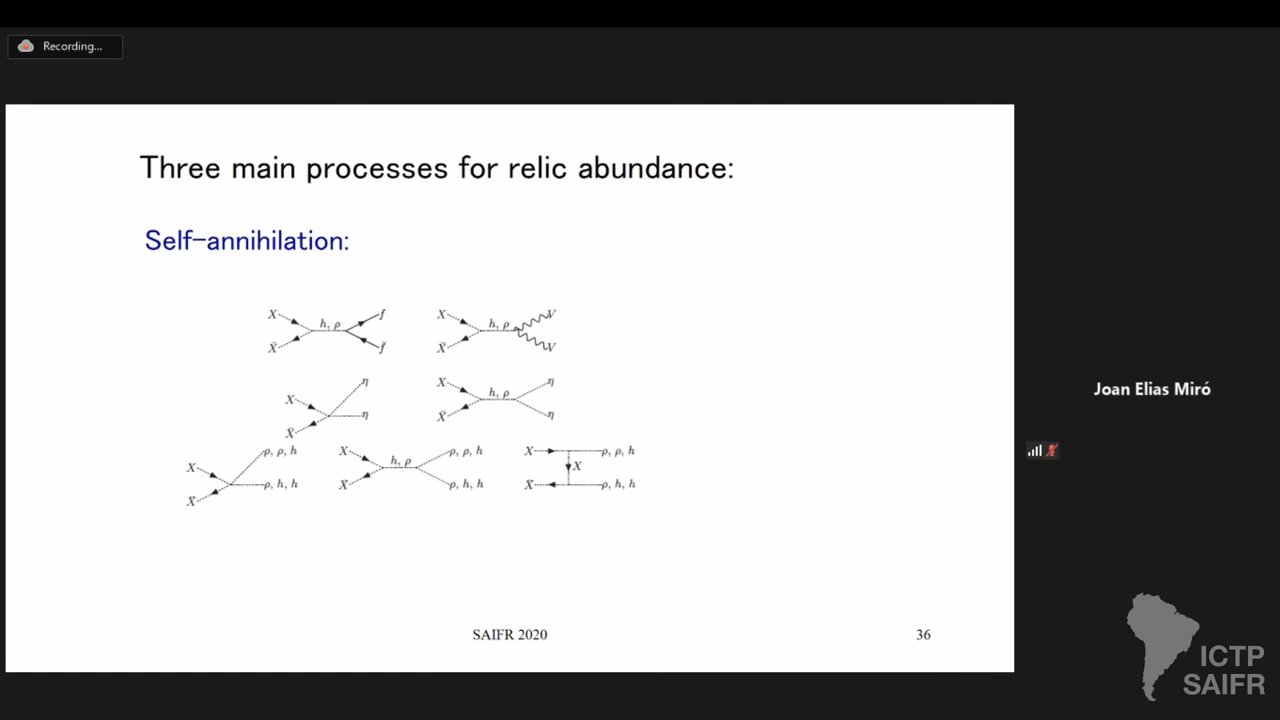 Recording...
Three main processes for relic abundance:
Self-annihilation:
X h, ρ f
X̄ f̄
X h, ρ V
X̄ V
X η
X̄ η
X h, ρ η
X̄ η
X ρ, ρ, h
X̄ ρ, h, h
X h, ρ ρ, ρ, h
X̄ ρ, h, h
X ρ, ρ, h
X
X̄ ρ, h, h
Joan Elias Miró
SAIFR 2020
36
ICTP
SAIFR